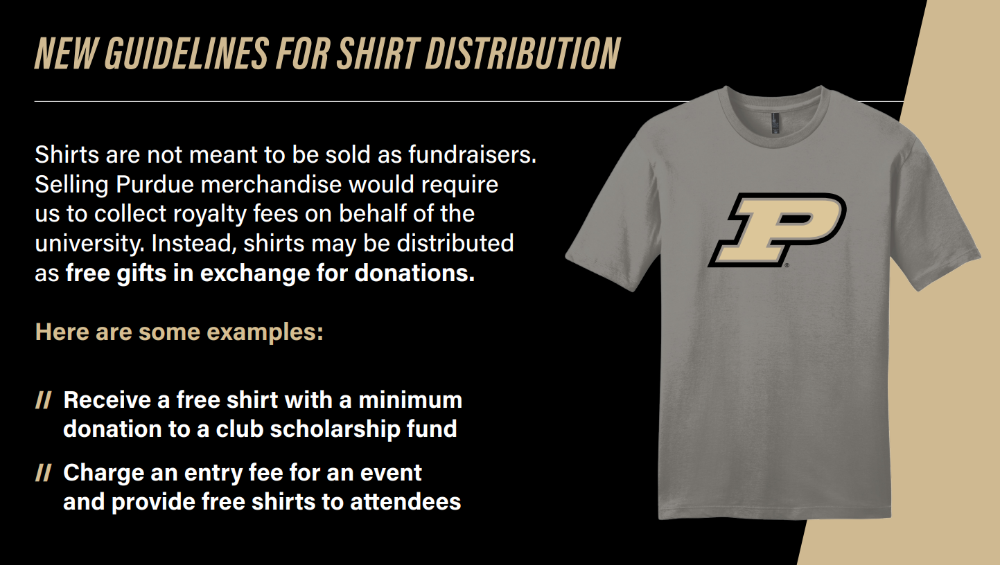 NEW GUIDELINES FOR SHIRT DISTRIBUTION
Shirts are not meant to be sold as fundraisers.
Selling Purdue merchandise would require
us to collect royalty fees on behalf of the
university. Instead, shirts may be distributed
as free gifts in exchange for donations.
Here are some examples:
// Receive a free shirt with a minimum
donation to a club scholarship fund
// Charge an entry fee for an event
and provide free shirts to attendees
P
®